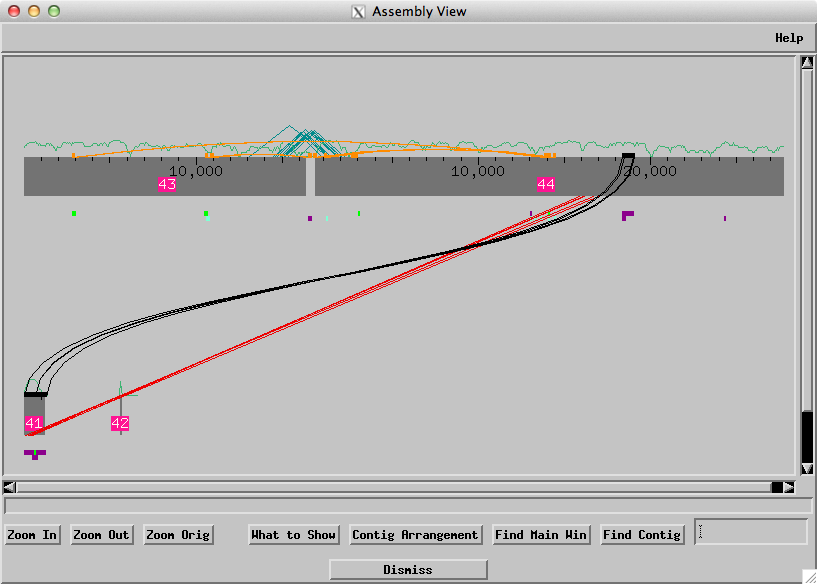 Assembly View
Help
10,000 10,000 20,000
43 44
41 42
Zoom In Zoom Out Zoom Orig What to Show Contig Arrangement Find Main Win Find Contig
Dismiss